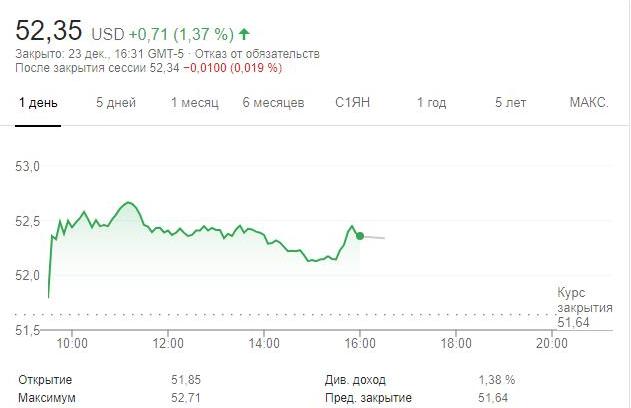 52,35 USD +0,71 (1,37 %) ↑
Закрыто: 23 дек., 16:31 GMT-5 · Отказ от обязательств
После закрытия сессии 52,34 −0,0100 (0,019 %)
1 день 5 дней 1 месяц 6 месяцев С1ЯН 1 год 5 лет МАКС.
53,0
52,5
52,0
Курс
закрытия
51,64
51,5
10:00 12:00 14:00 16:00 18:00 20:00
Открытие 51,85 Див. доход 1,38 %
Максимум 52,71 Пред. закрытие 51,64